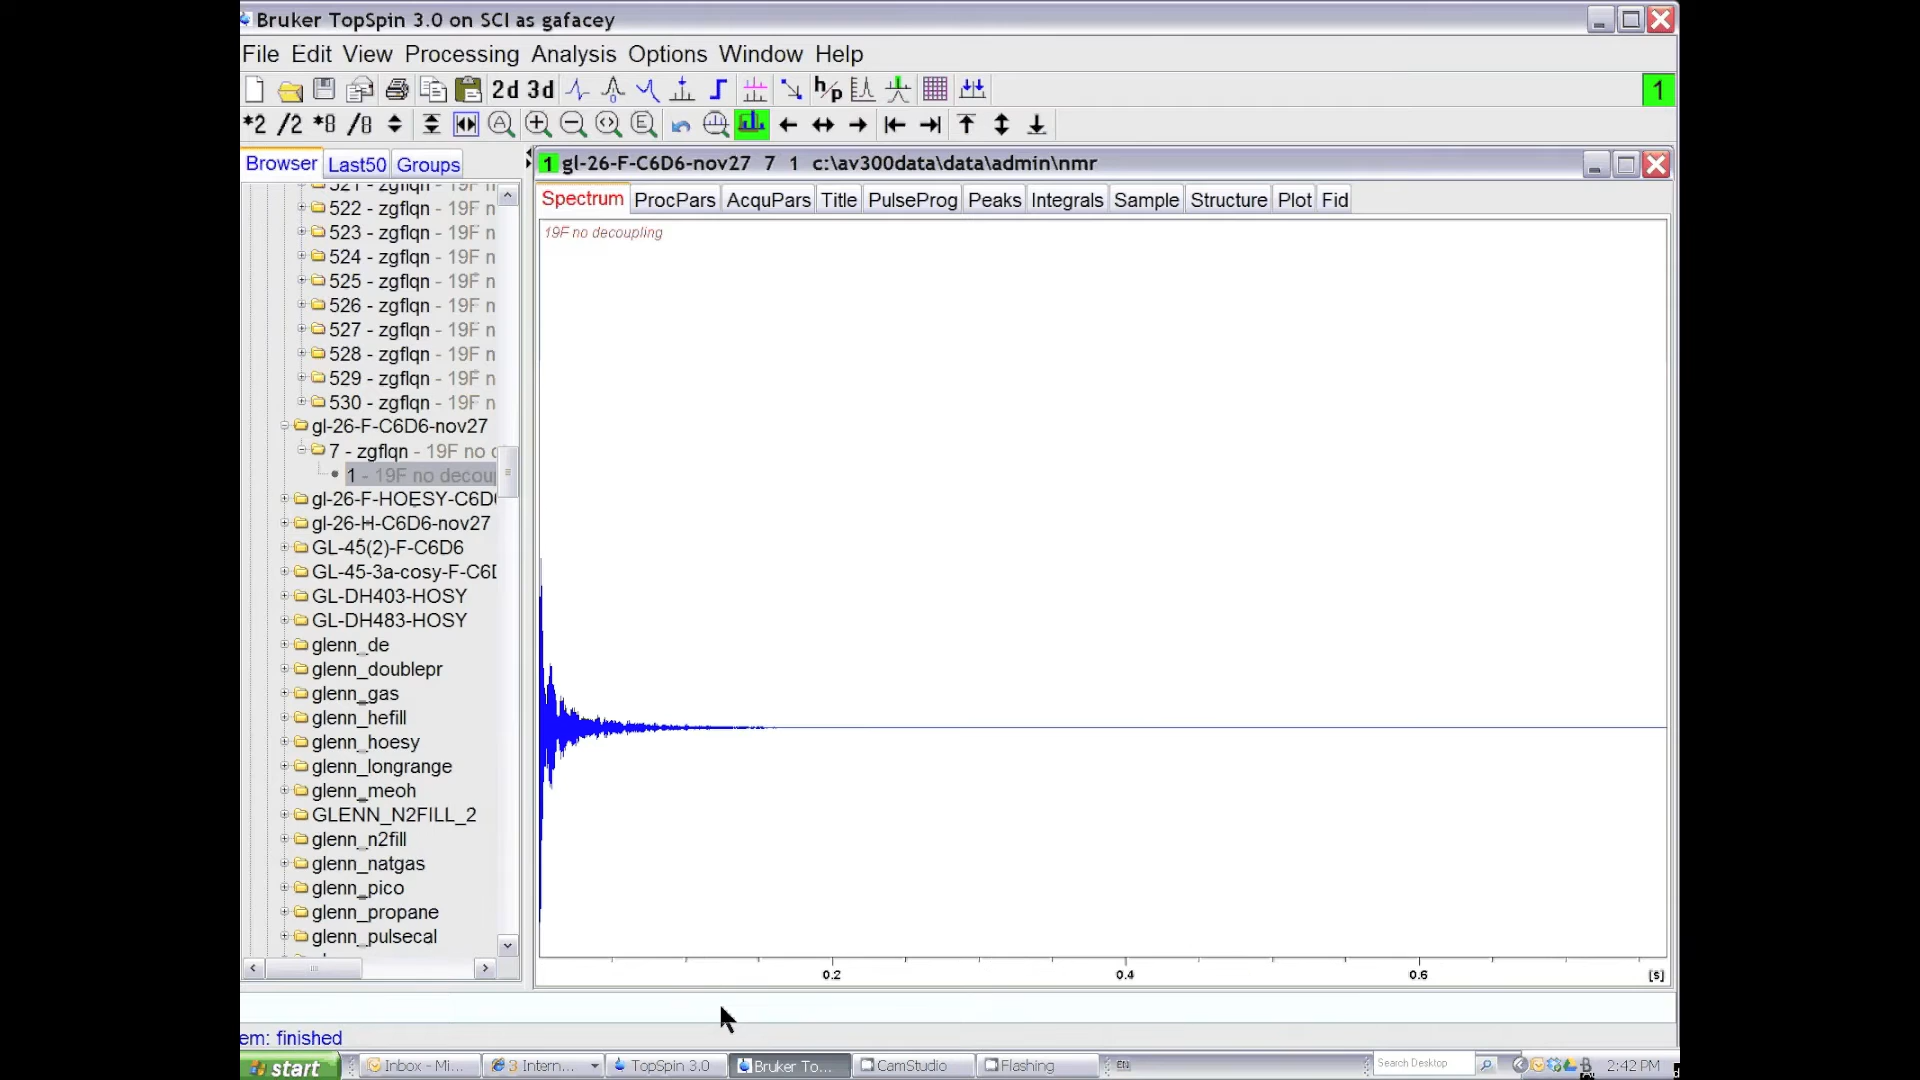 Bruker TopSpin 3.0 on SCI as gafacey
File Edit View Processing Analysis Options Window Help
2d 3d h/p 1
*2 /2 *8 /8
Browser Last50 Groups
1 gl-26-F-C6D6-nov27 7 1 c:\av300data\data\admin\nmr
Spectrum ProcPars AcquPars Title PulseProg Peaks Integrals Sample Structure Plot Fid
19F no decoupling
521 - zgflqn - 19F n
522 - zgflqn - 19F n
523 - zgflqn - 19F n
524 - zgflqn - 19F n
525 - zgflqn - 19F n
526 - zgflqn - 19F n
527 - zgflqn - 19F n
528 - zgflqn - 19F n
529 - zgflqn - 19F n
530 - zgflqn - 19F n
gl-26-F-C6D6-nov27
7 - zgflqn - 19F no
1 - 19F no decou
gl-26-F-HOESY-C6D
gl-26-H-C6D6-nov27
GL-45(2)-F-C6D6
GL-45-3a-cosy-F-C6
GL-DH403-HOSY
GL-DH483-HOSY
glenn_de
glenn_doublepr
glenn_gas
glenn_hefill
glenn_hoesy
glenn_longrange
glenn_meoh
GLENN_N2FILL_2
glenn_n2fill
glenn_natgas
glenn_pico
glenn_propane
glenn_pulsecal
0.2 0.4 0.6 [s]
em: finished
start Inbox - Mi... 3 Intern... TopSpin 3.0 Bruker To... CamStudio Flashing EN Search Desktop 2:42 PM